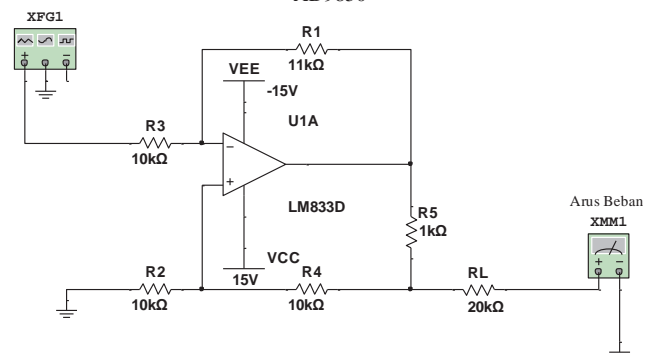 XFG1
R1
11kΩ
VEE
-15V
U1A
R3
10kΩ
LM833D
R5
1kΩ
Arus Beban
XMM1
VCC
15V
R2
10kΩ
R4
10kΩ
RL
20kΩ